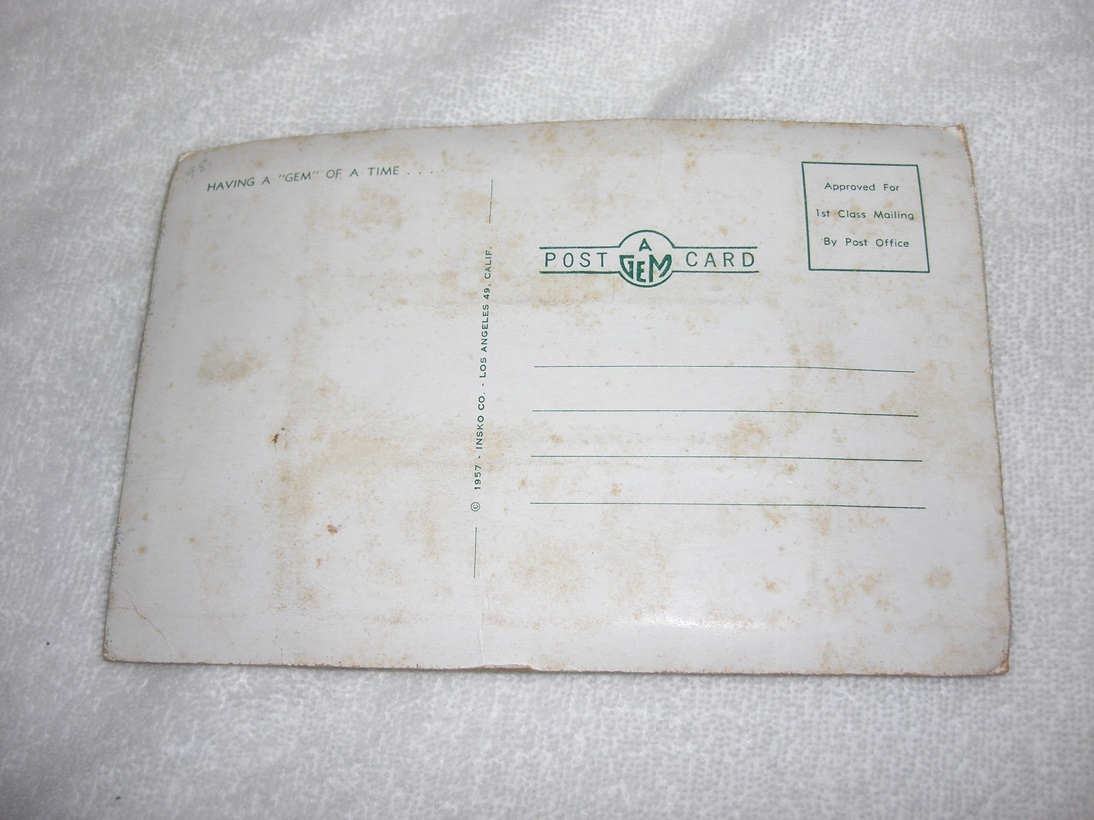 98
HAVING A "GEM" OF A TIME . . . .
© 1957 - INSKO CO. - LOS ANGELES 49, CALIF.
POST A GEM CARD
Approved For
1st Class Mailing
By Post Office